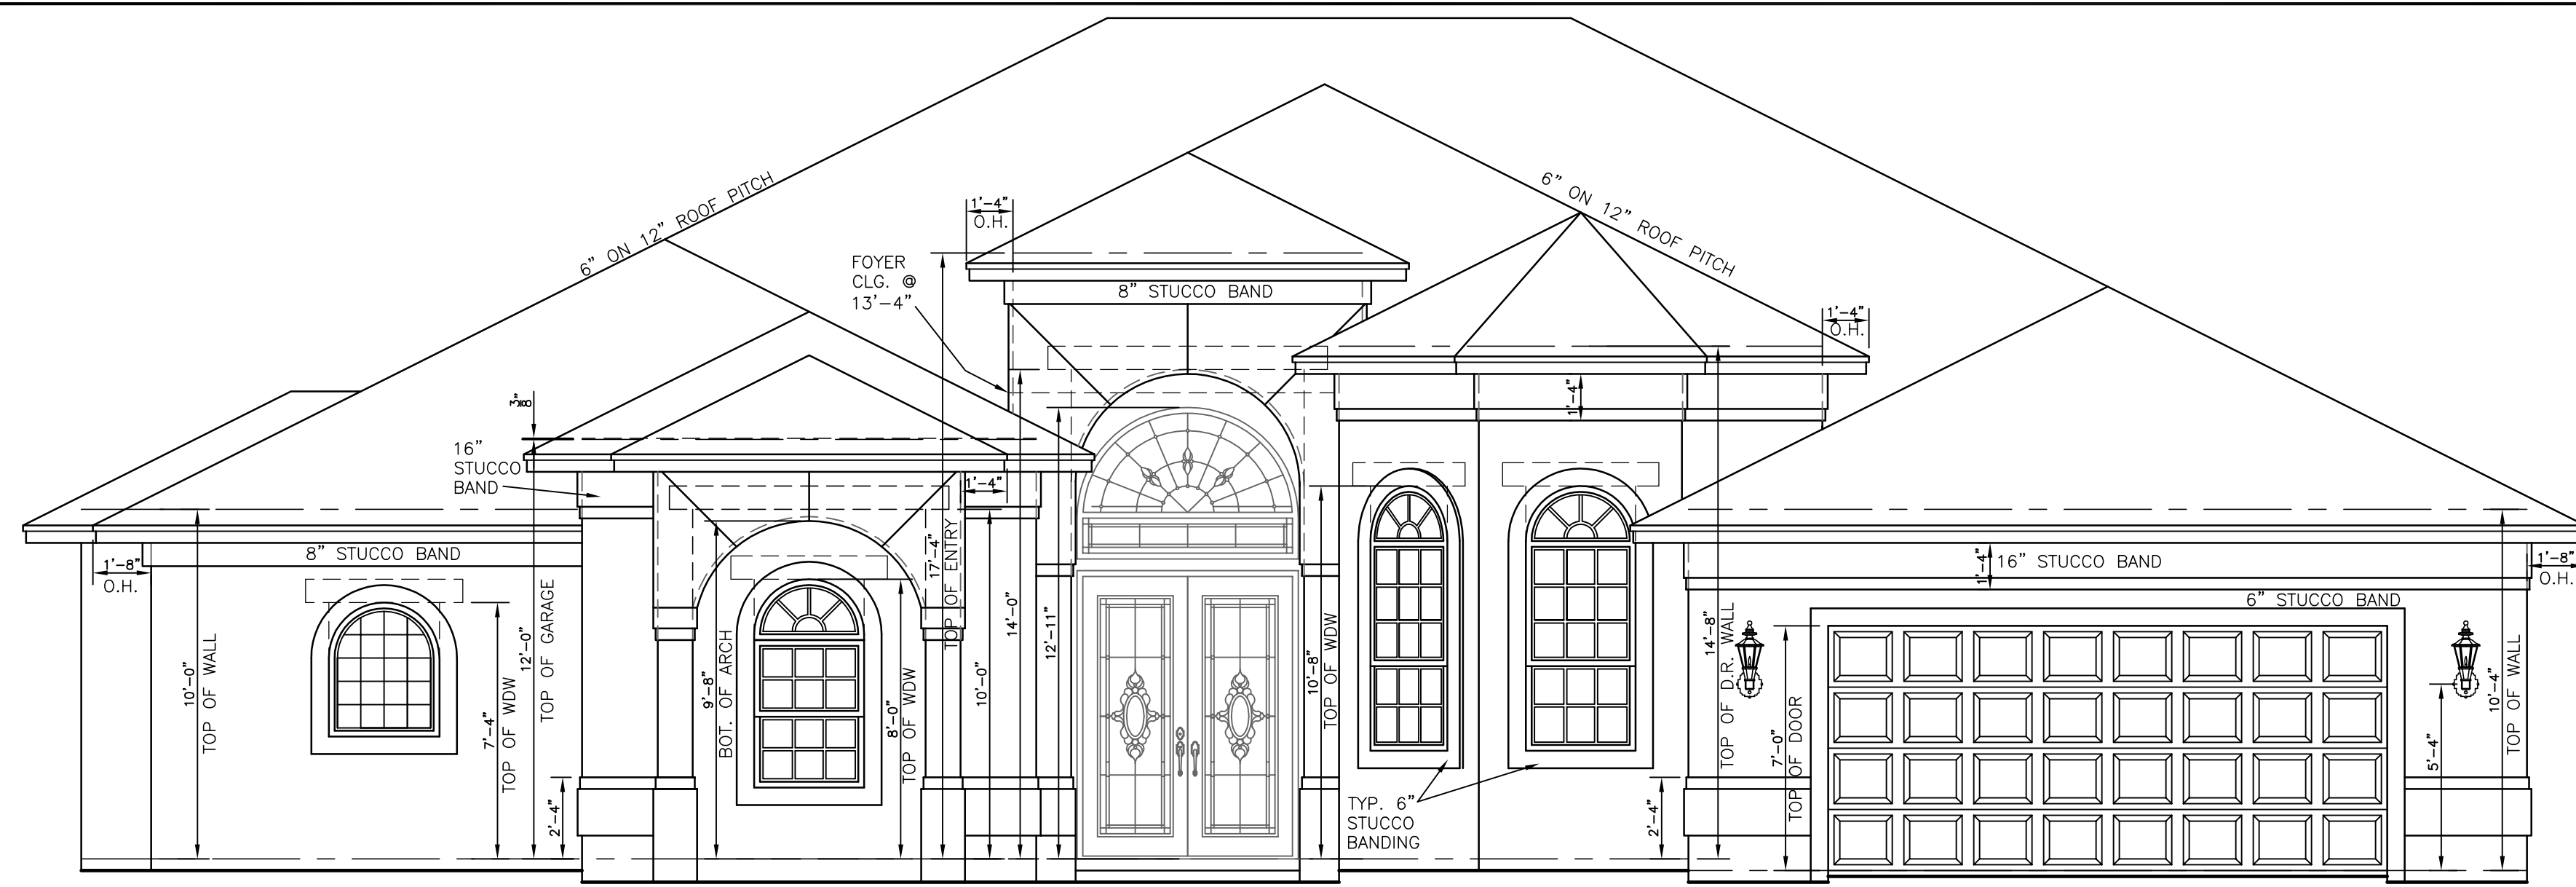 6" ON 12" ROOF PITCH
6" ON 12" ROOF PITCH
1'-4"
O.H.
FOYER
CLG. @
13'-4"
8" STUCCO BAND
1'-4"
O.H.
1'-4"
3"
8
16"
STUCCO
BAND
1'-4"
8" STUCCO BAND
1'-8"
O.H.
10'-0"
TOP OF WALL
7'-4"
TOP OF WDW
12'-0"
TOP OF GARAGE
2'-4"
9'-8"
BOT. OF ARCH
8'-0"
TOP OF WDW
17'-4"
TOP OF ENTRY
10'-0"
14'-0"
12'-11"
10'-8"
TOP OF WDW
TYP. 6"
STUCCO
BANDING
2'-4"
14'-8"
TOP OF D.R. WALL
7'-0"
TOP OF DOOR
1'-4"
16" STUCCO BAND
6" STUCCO BAND
5'-4"
10'-4"
TOP OF WALL
1'-8"
O.H.